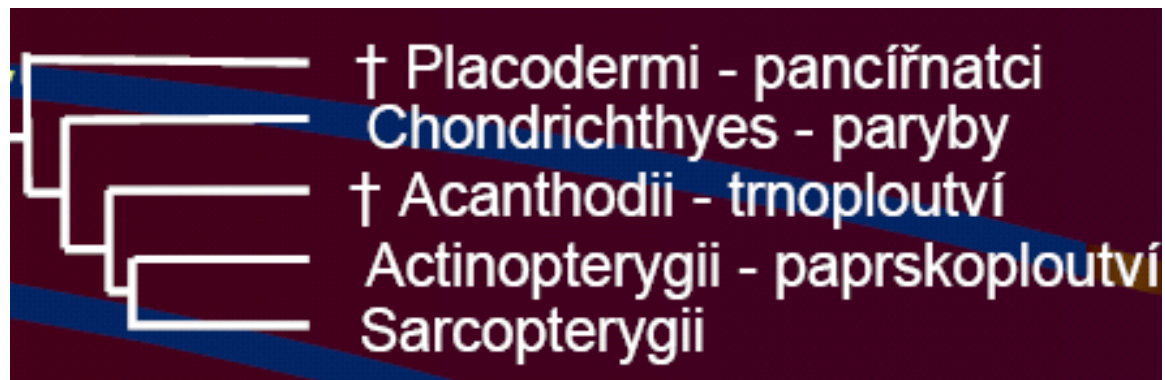 † Placodermi - pancířnatci
Chondrichthyes - paryby
† Acanthodii - trnoploutví
Actinopterygii - paprskoploutví
Sarcopterygii